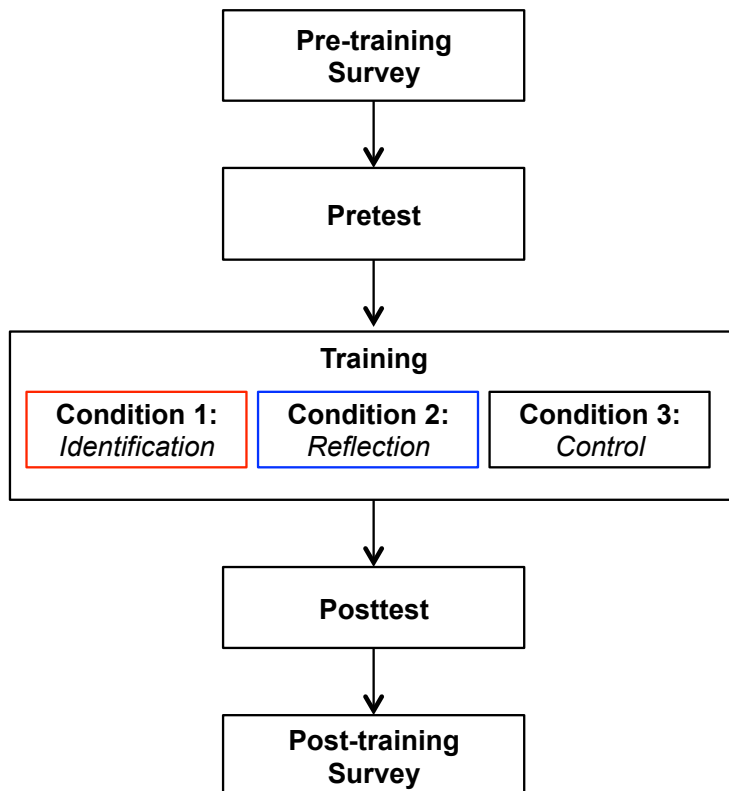 Pre-training
Survey
Pretest
Training
Condition 1:
Identification
Condition 2:
Reflection
Condition 3:
Control
Posttest
Post-training
Survey